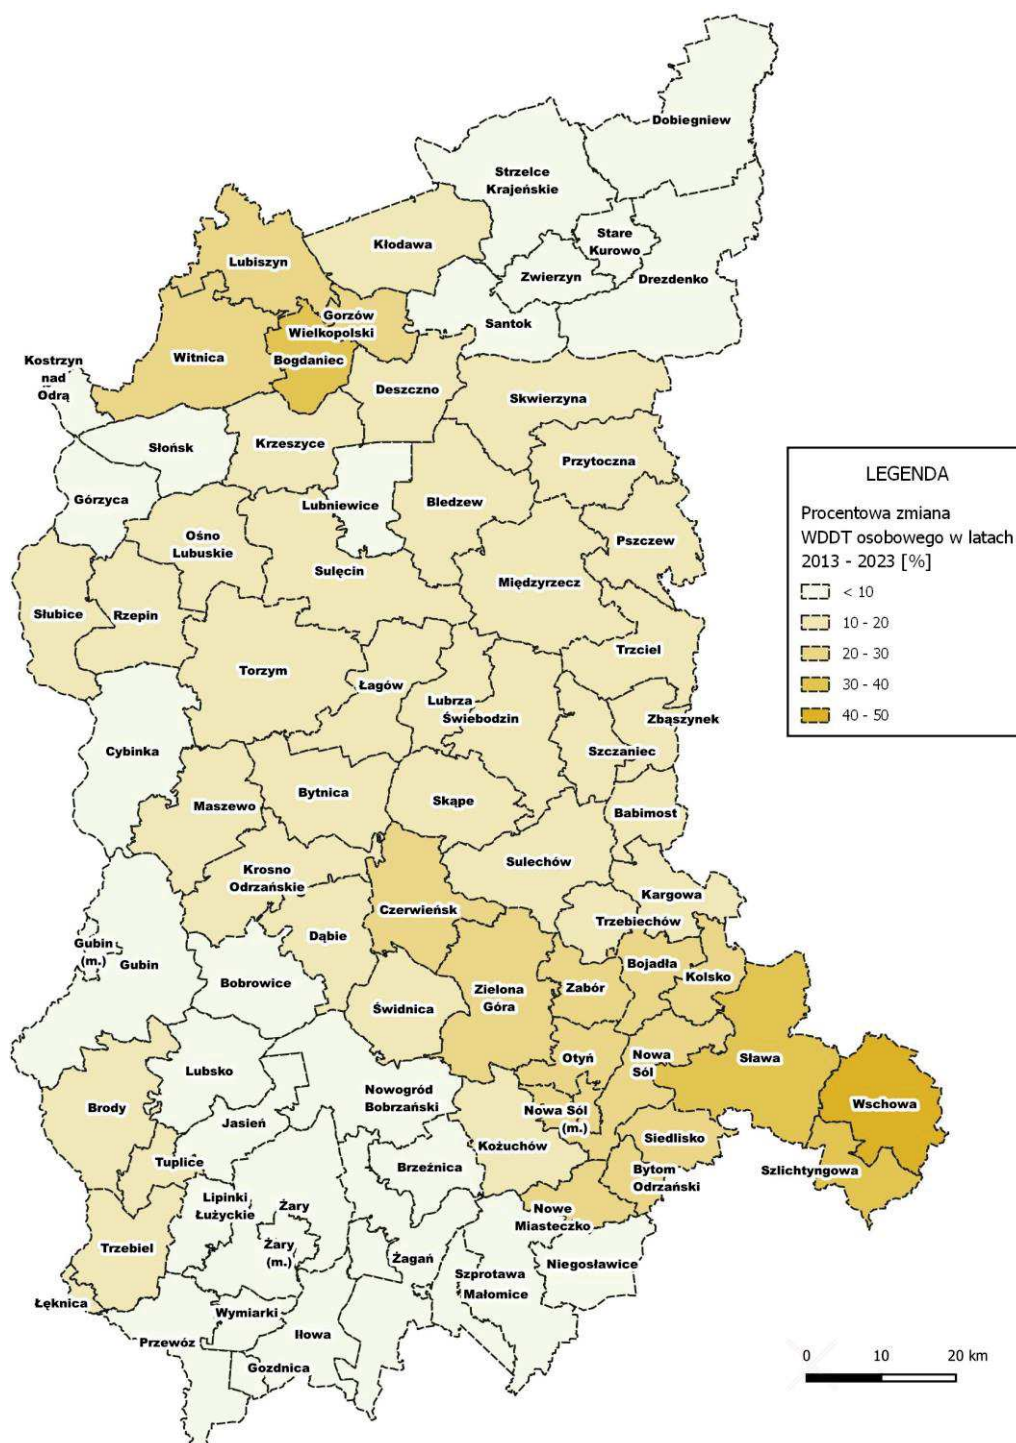 Dobiegniew
Strzelce
Krajeńskie
Stare
Kurowo
Kłodawa
Lubiszyn
Zwierzyn
Drezdenko
Gorzów
Wielkopolski
Santok
Witnica
Bogdaniec
Kostrzyn
nad
Odrą
Deszczno
Skwierzyna
Słońsk
Krzeszyce
Przytoczna
Górzyca
Lubniewice
Bledzew
Ośno
Lubuskie
Pszczew
Sulęcin
Międzyrzecz
Słubice
Rzepin
Torzym
Trzciel
Łagów
Lubrza
Świebodzin
Zbąszynek
Cybinka
Szczaniec
Bytnica
Skąpe
Maszewo
Babimost
Sulechów
Krosno
Odrzańskie
Kargowa
Czerwieńsk
Trzebiechów
Dąbie
Gubin
(m.)
Gubin
Bobrowice
Bojadła
Kolsko
Zielona
Góra
Zabór
Świdnica
Otyń
Nowa
Sól
Sława
Lubsko
Nowogród
Bobrzański
Brody
Wschowa
Jasień
Nowa Sól
(m.)
Siedlisko
Kożuchów
Tuplice
Brzeźnica
Szlichtyngowa
Bytom
Odrzański
Lipinki
Łużyckie
Żary
Nowe
Miasteczko
Trzebiel
Żary
(m.)
Żagań
Niegosławice
Szprotawa
Małomice
Łęknica
Wymiarki
Przewóz
Iłowa
Gozdnica
LEGENDA
Procentowa zmiana
WDDT osobowego w latach
2013 - 2023 [%]
< 10
10 - 20
20 - 30
30 - 40
40 - 50
0 10 20 km